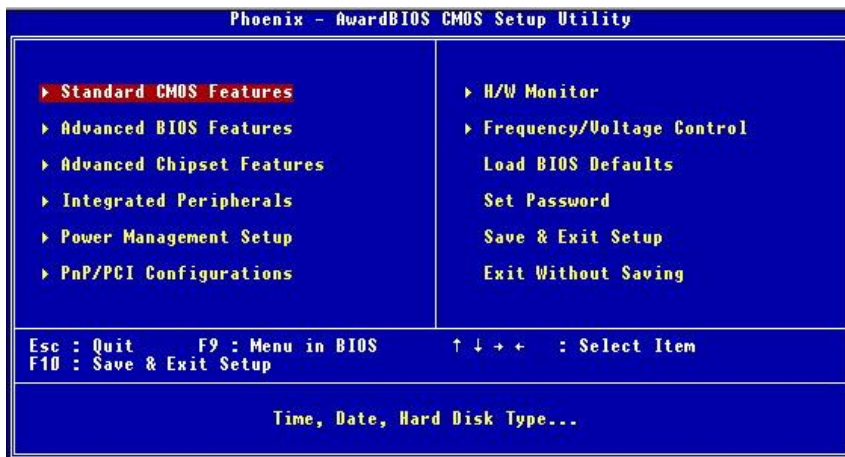 Phoenix - AwardBIOS CMOS Setup Utility
▸ Standard CMOS Features
▸ Advanced BIOS Features
▸ Advanced Chipset Features
▸ Integrated Peripherals
▸ Power Management Setup
▸ PnP/PCI Configurations
▸ H/W Monitor
▸ Frequency/Voltage Control
Load BIOS Defaults
Set Password
Save & Exit Setup
Exit Without Saving
Esc : Quit F9 : Menu in BIOS ↑ ↓ → ← : Select Item
F10 : Save & Exit Setup
Time, Date, Hard Disk Type...